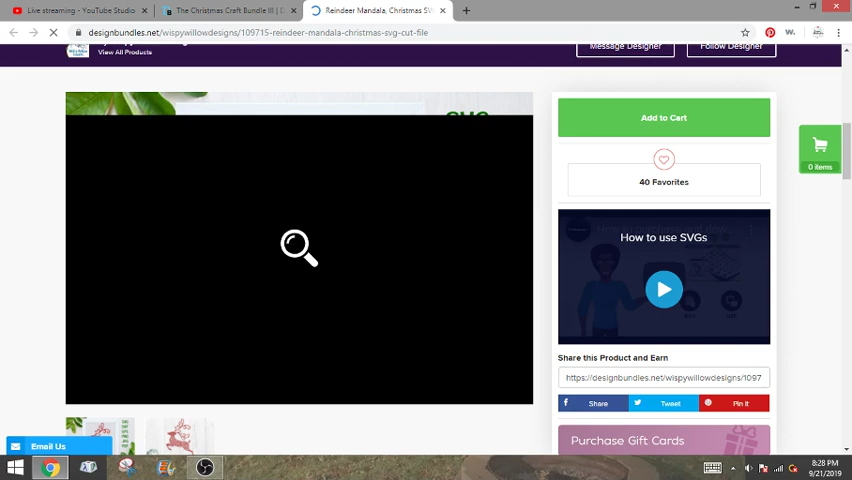 Live streaming - YouTube Studio
The Christmas Craft Bundle III | D
Reindeer Mandala, Christmas SV
designbundles.net/wispywillowdesigns/109715-reindeer-mandala-christmas-svg-cut-file
View All Products
Message Designer
Follow Designer
SVG
Add to Cart
0 items
40 Favorites
How to use SVGs
Share this Product and Earn
https://designbundles.net/wispywillowdesigns/1097
Share
Tweet
Pin It
Purchase Gift Cards
Email Us
8:28 PM
9/21/2019